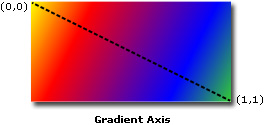 (0,0)
(1,1)
Gradient Axis